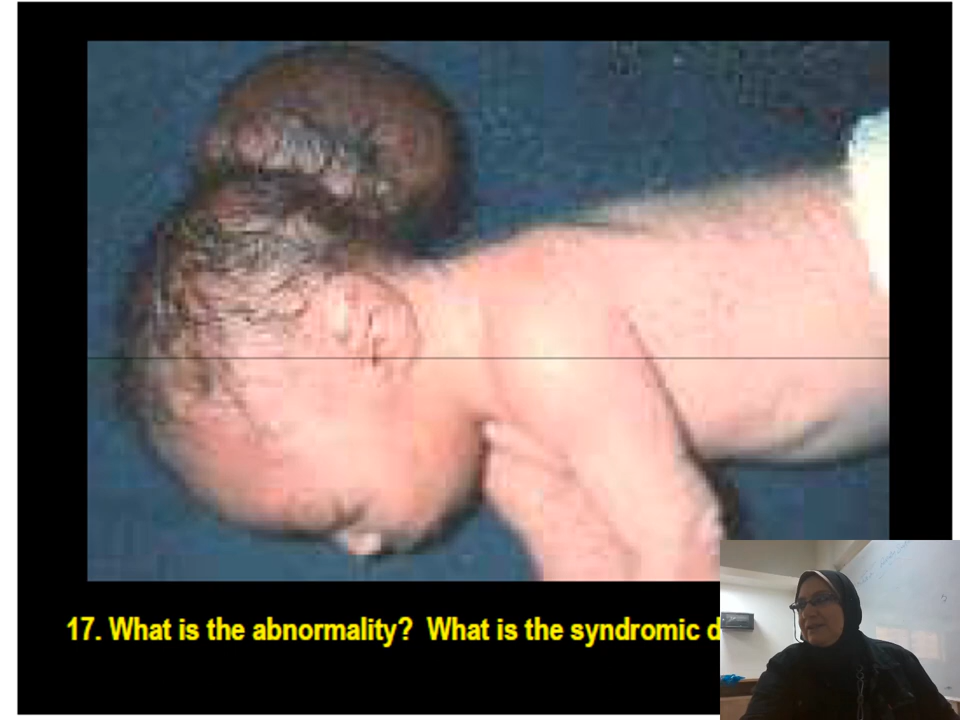 17. What is the abnormality?  What is the syndromic d